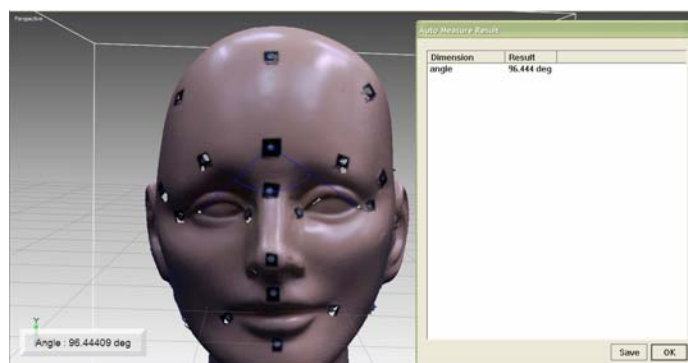 Perspective
Auto Measure Result
Dimension Result
angle 96.444 deg
Y
Angle : 96.44409 deg
Save OK